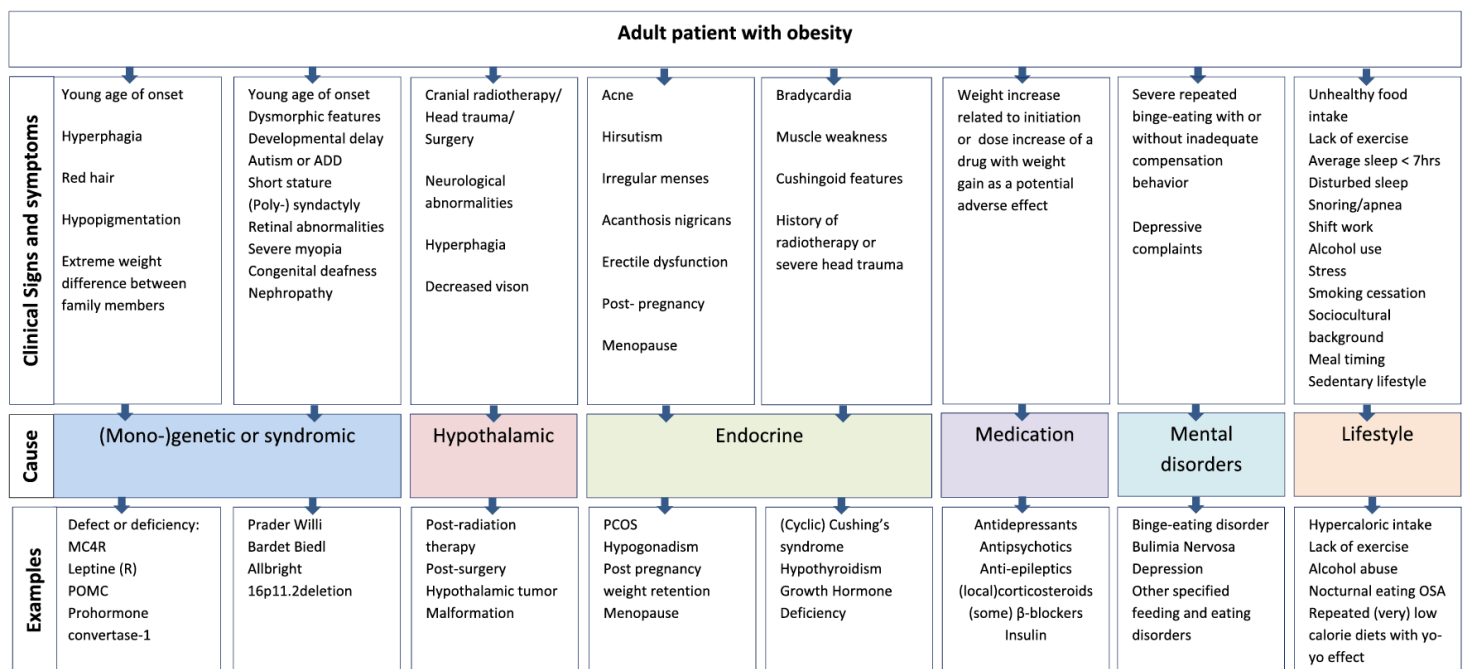 Adult patient with obesity
Clinical Signs and symptoms
Young age of onset
Hyperphagia
Red hair
Hypopigmentation
Extreme weight
difference between
family members
Young age of onset
Dysmorphic features
Developmental delay
Autism or ADD
Short stature
(Poly-) syndactyly
Retinal abnormalities
Severe myopia
Congenital deafness
Nephropathy
Cranial radiotherapy/
Head trauma/
Surgery
Neurological
abnormalities
Hyperphagia
Decreased vison
Acne
Hirsutism
Irregular menses
Acanthosis nigricans
Erectile dysfunction
Post- pregnancy
Menopause
Bradycardia
Muscle weakness
Cushingoid features
History of
radiotherapy or
severe head trauma
Weight increase
related to initiation
or dose increase of a
drug with weight
gain as a potential
adverse effect
Severe repeated
binge-eating with or
without inadequate
compensation
behavior
Depressive
complaints
Unhealthy food
intake
Lack of exercise
Average sleep < 7hrs
Disturbed sleep
Snoring/apnea
Shift work
Alcohol use
Stress
Smoking cessation
Sociocultural
background
Meal timing
Sedentary lifestyle
Cause
(Mono-)genetic or syndromic
Hypothalamic
Endocrine
Medication
Mental
disorders
Lifestyle
Examples
Defect or deficiency:
MC4R
Leptine (R)
POMC
Prohormone
convertase-1
Prader Willi
Bardet Biedl
Allbright
16p11.2deletion
Post-radiation
therapy
Post-surgery
Hypothalamic tumor
Malformation
PCOS
Hypogonadism
Post pregnancy
weight retention
Menopause
(Cyclic) Cushing's
syndrome
Hypothyroidism
Growth Hormone
Deficiency
Antidepressants
Antipsychotics
Anti-epileptics
(local)corticosteroids
(some) β-blockers
Insulin
Binge-eating disorder
Bulimia Nervosa
Depression
Other specified
feeding and eating
disorders
Hypercaloric intake
Lack of exercise
Alcohol abuse
Nocturnal eating OSA
Repeated (very) low
calorie diets with yo-
yo effect